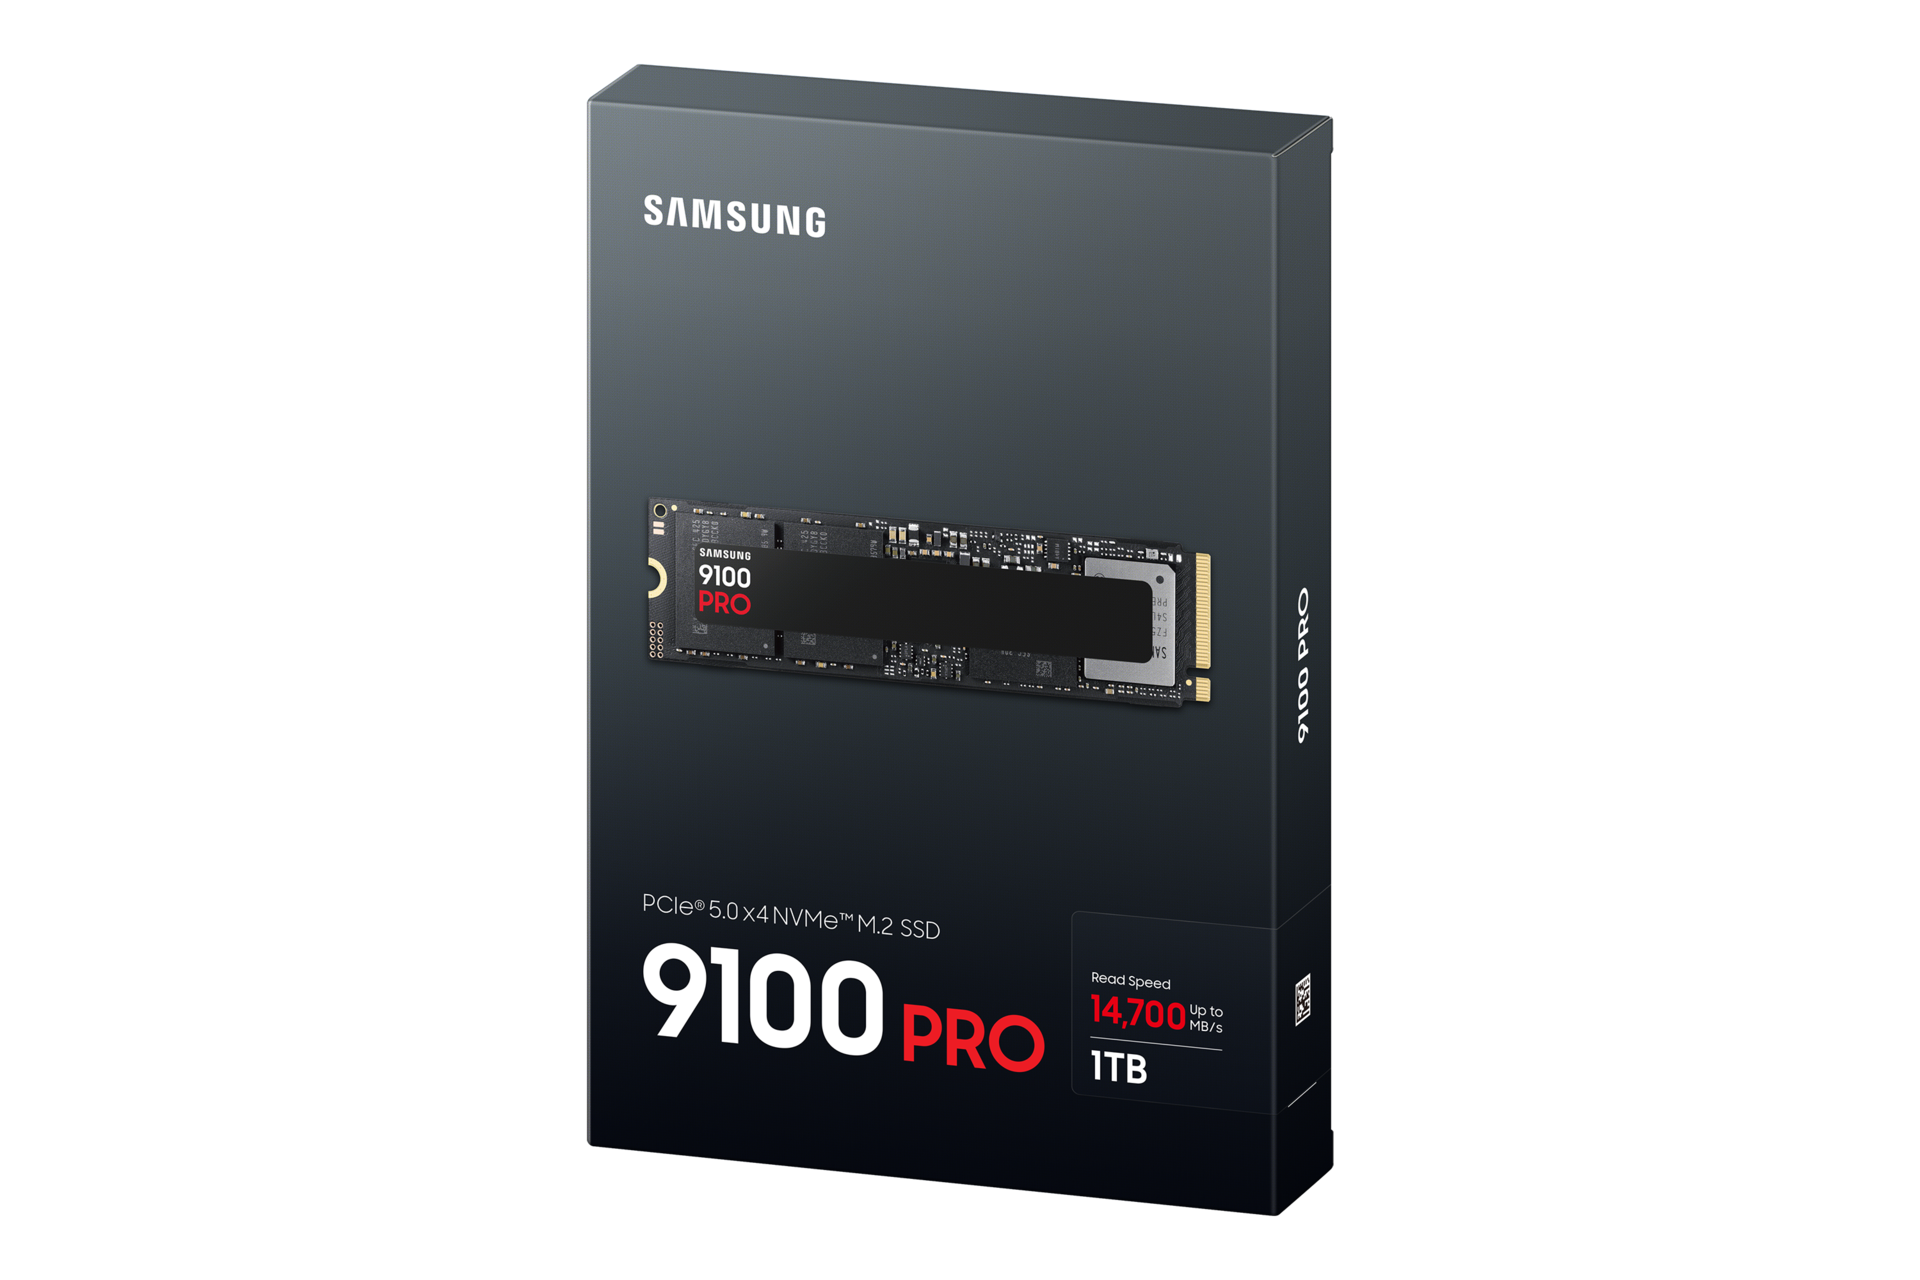 SAMSUNG
SAMSUNG
9100
PRO
9100 PRO
PCIe® 5.0 x4 NVMe™ M.2 SSD
9100 PRO
Read Speed
14,700 Up to MB/s
1TB